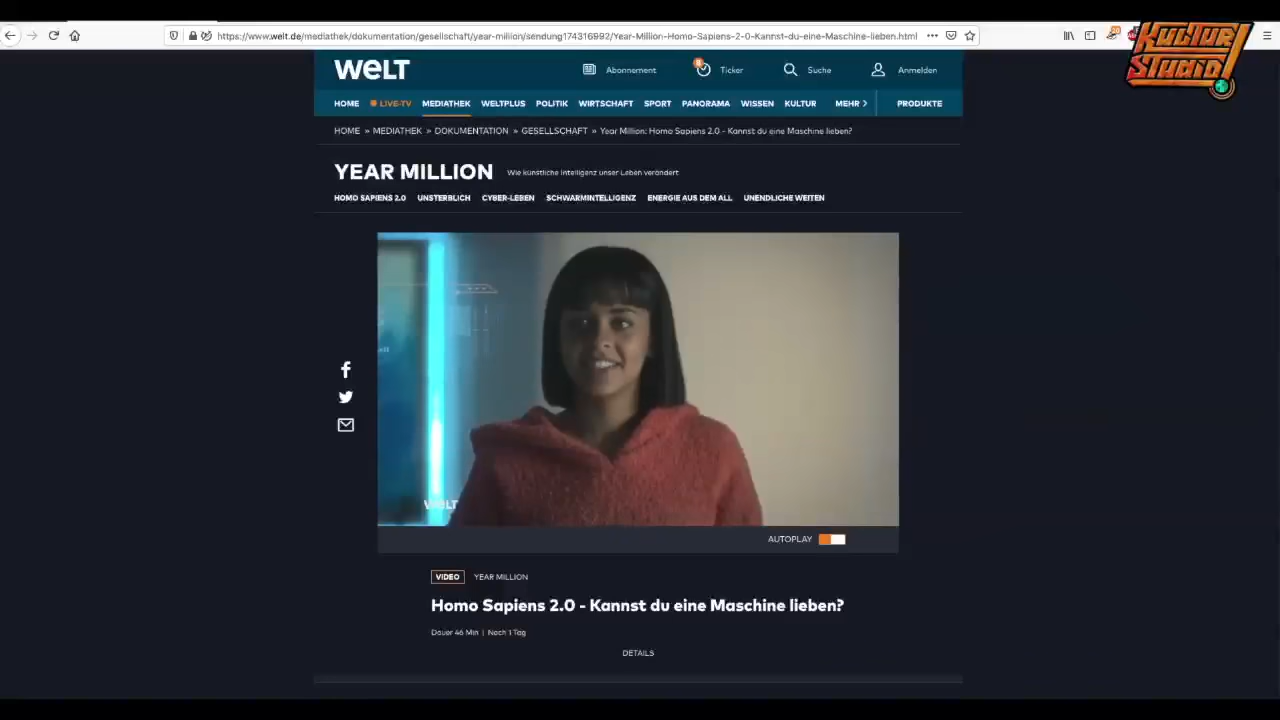 https://www.welt.de/mediathek/dokumentation/gesellschaft/year-million/sendung174316992/Year-Million-Homo-Sapiens-2-0-Kannst-du-eine-Maschine-lieben.html
KULTUR
STUDIO!
WELT
Abonnement
8
Ticker
Suche
Anmelden
HOME LIVE-TV MEDIATHEK WELTPLUS POLITIK WIRTSCHAFT SPORT PANORAMA WISSEN KULTUR MEHR PRODUKTE
HOME » MEDIATHEK » DOKUMENTATION » GESELLSCHAFT » Year Million: Homo Sapiens 2.0 - Kannst du eine Maschine lieben?
YEAR MILLION Wie künstliche Intelligenz unser Leben verändert
HOMO SAPIENS 2.0 UNSTERBLICH CYBER-LEBEN SCHWARMINTELLIGENZ ENERGIE AUS DEM ALL UNENDLICHE WEITEN
WELT
AUTOPLAY
VIDEO YEAR MILLION
Homo Sapiens 2.0 - Kannst du eine Maschine lieben?
Dauer 46 Min | Noch 1 Tag
DETAILS